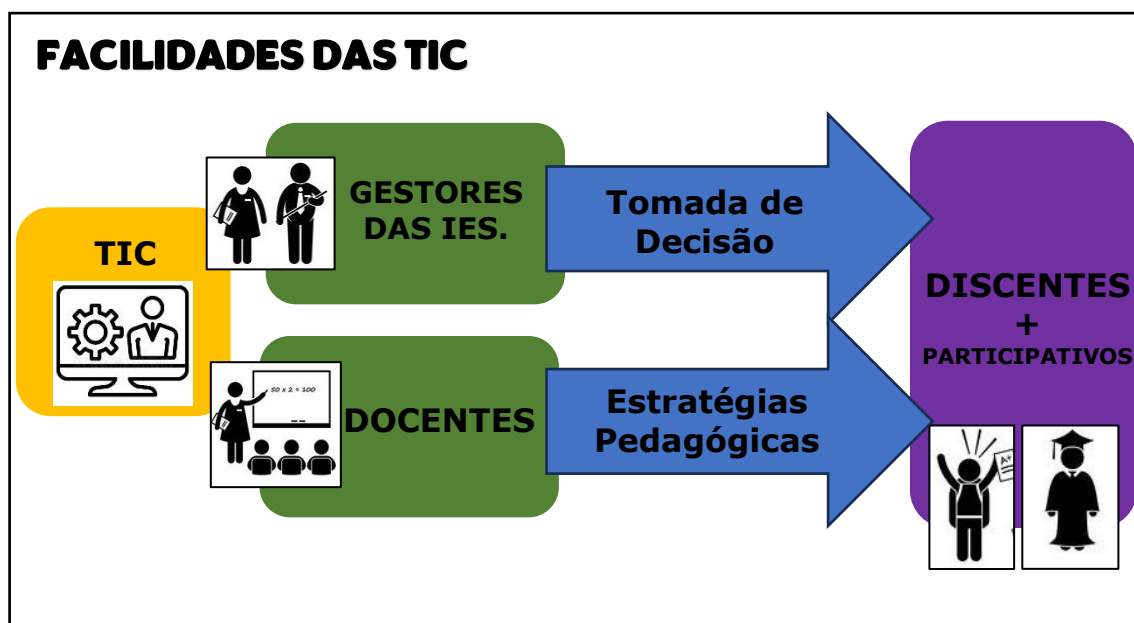 FACILIDADES DAS TIC
TIC
GESTORES
DAS IES.
Tomada de
Decisão
DOCENTES
50 x 2 = 100
Estratégias
Pedagógicas
DISCENTES
+
PARTICIPATIVOS
A+